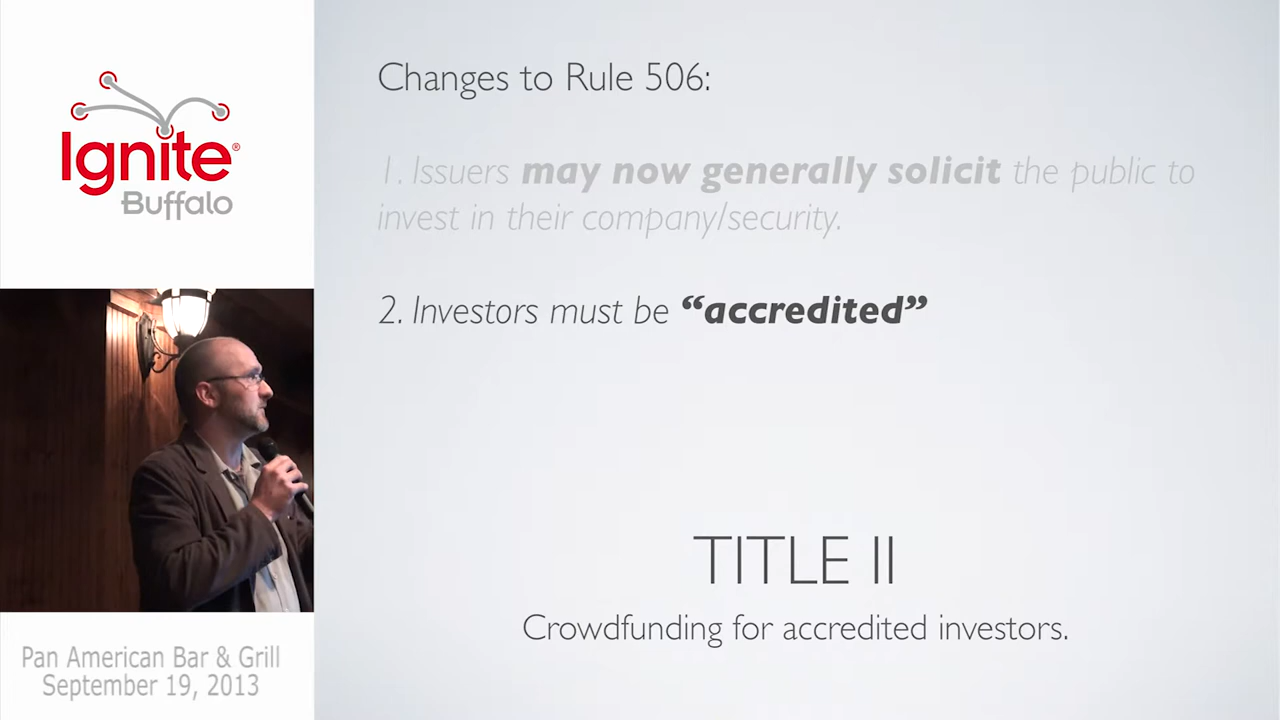 Ignite®
Buffalo
Changes to Rule 506:
1. Issuers may now generally solicit the public to
invest in their company/security.
2. Investors must be “accredited”
TITLE II
Crowdfunding for accredited investors.
Pan American Bar & Grill
September 19, 2013